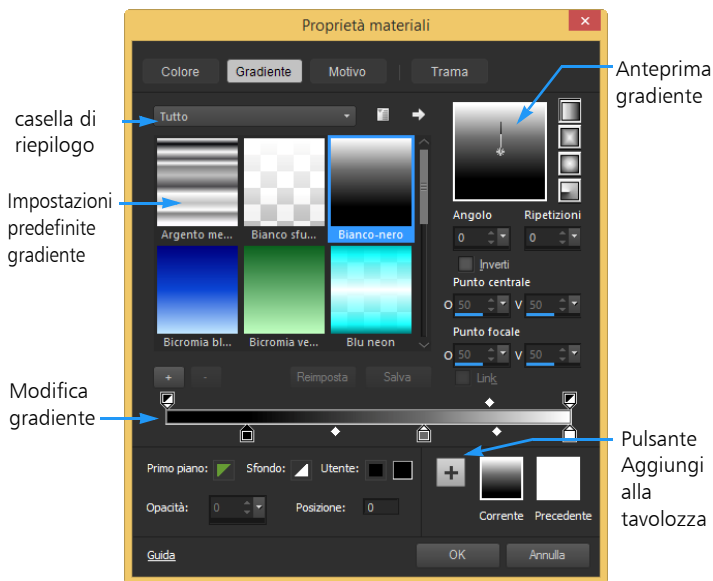 Proprietà materiali
Colore
Gradiente
Motivo
Trama
Anteprima
gradiente
casella di
riepilogo
Tutto
Impostazioni
predefinite
gradiente
Argento me...
Bianco sfu...
Bianco-nero
Angolo
Ripetizioni
0
0
Inverti
Punto centrale
O 50 V 50
Punto focale
O 50 V 50
Link
Bicromia bl...
Bicromia ve...
Blu neon
+
-
Reimposta
Salva
Modifica
gradiente
Primo piano:
Sfondo:
Utente:
Opacità: 0
Posizione: 0
+
Corrente
Precedente
Pulsante
Aggiungi
alla
tavolozza
Guida
OK
Annulla